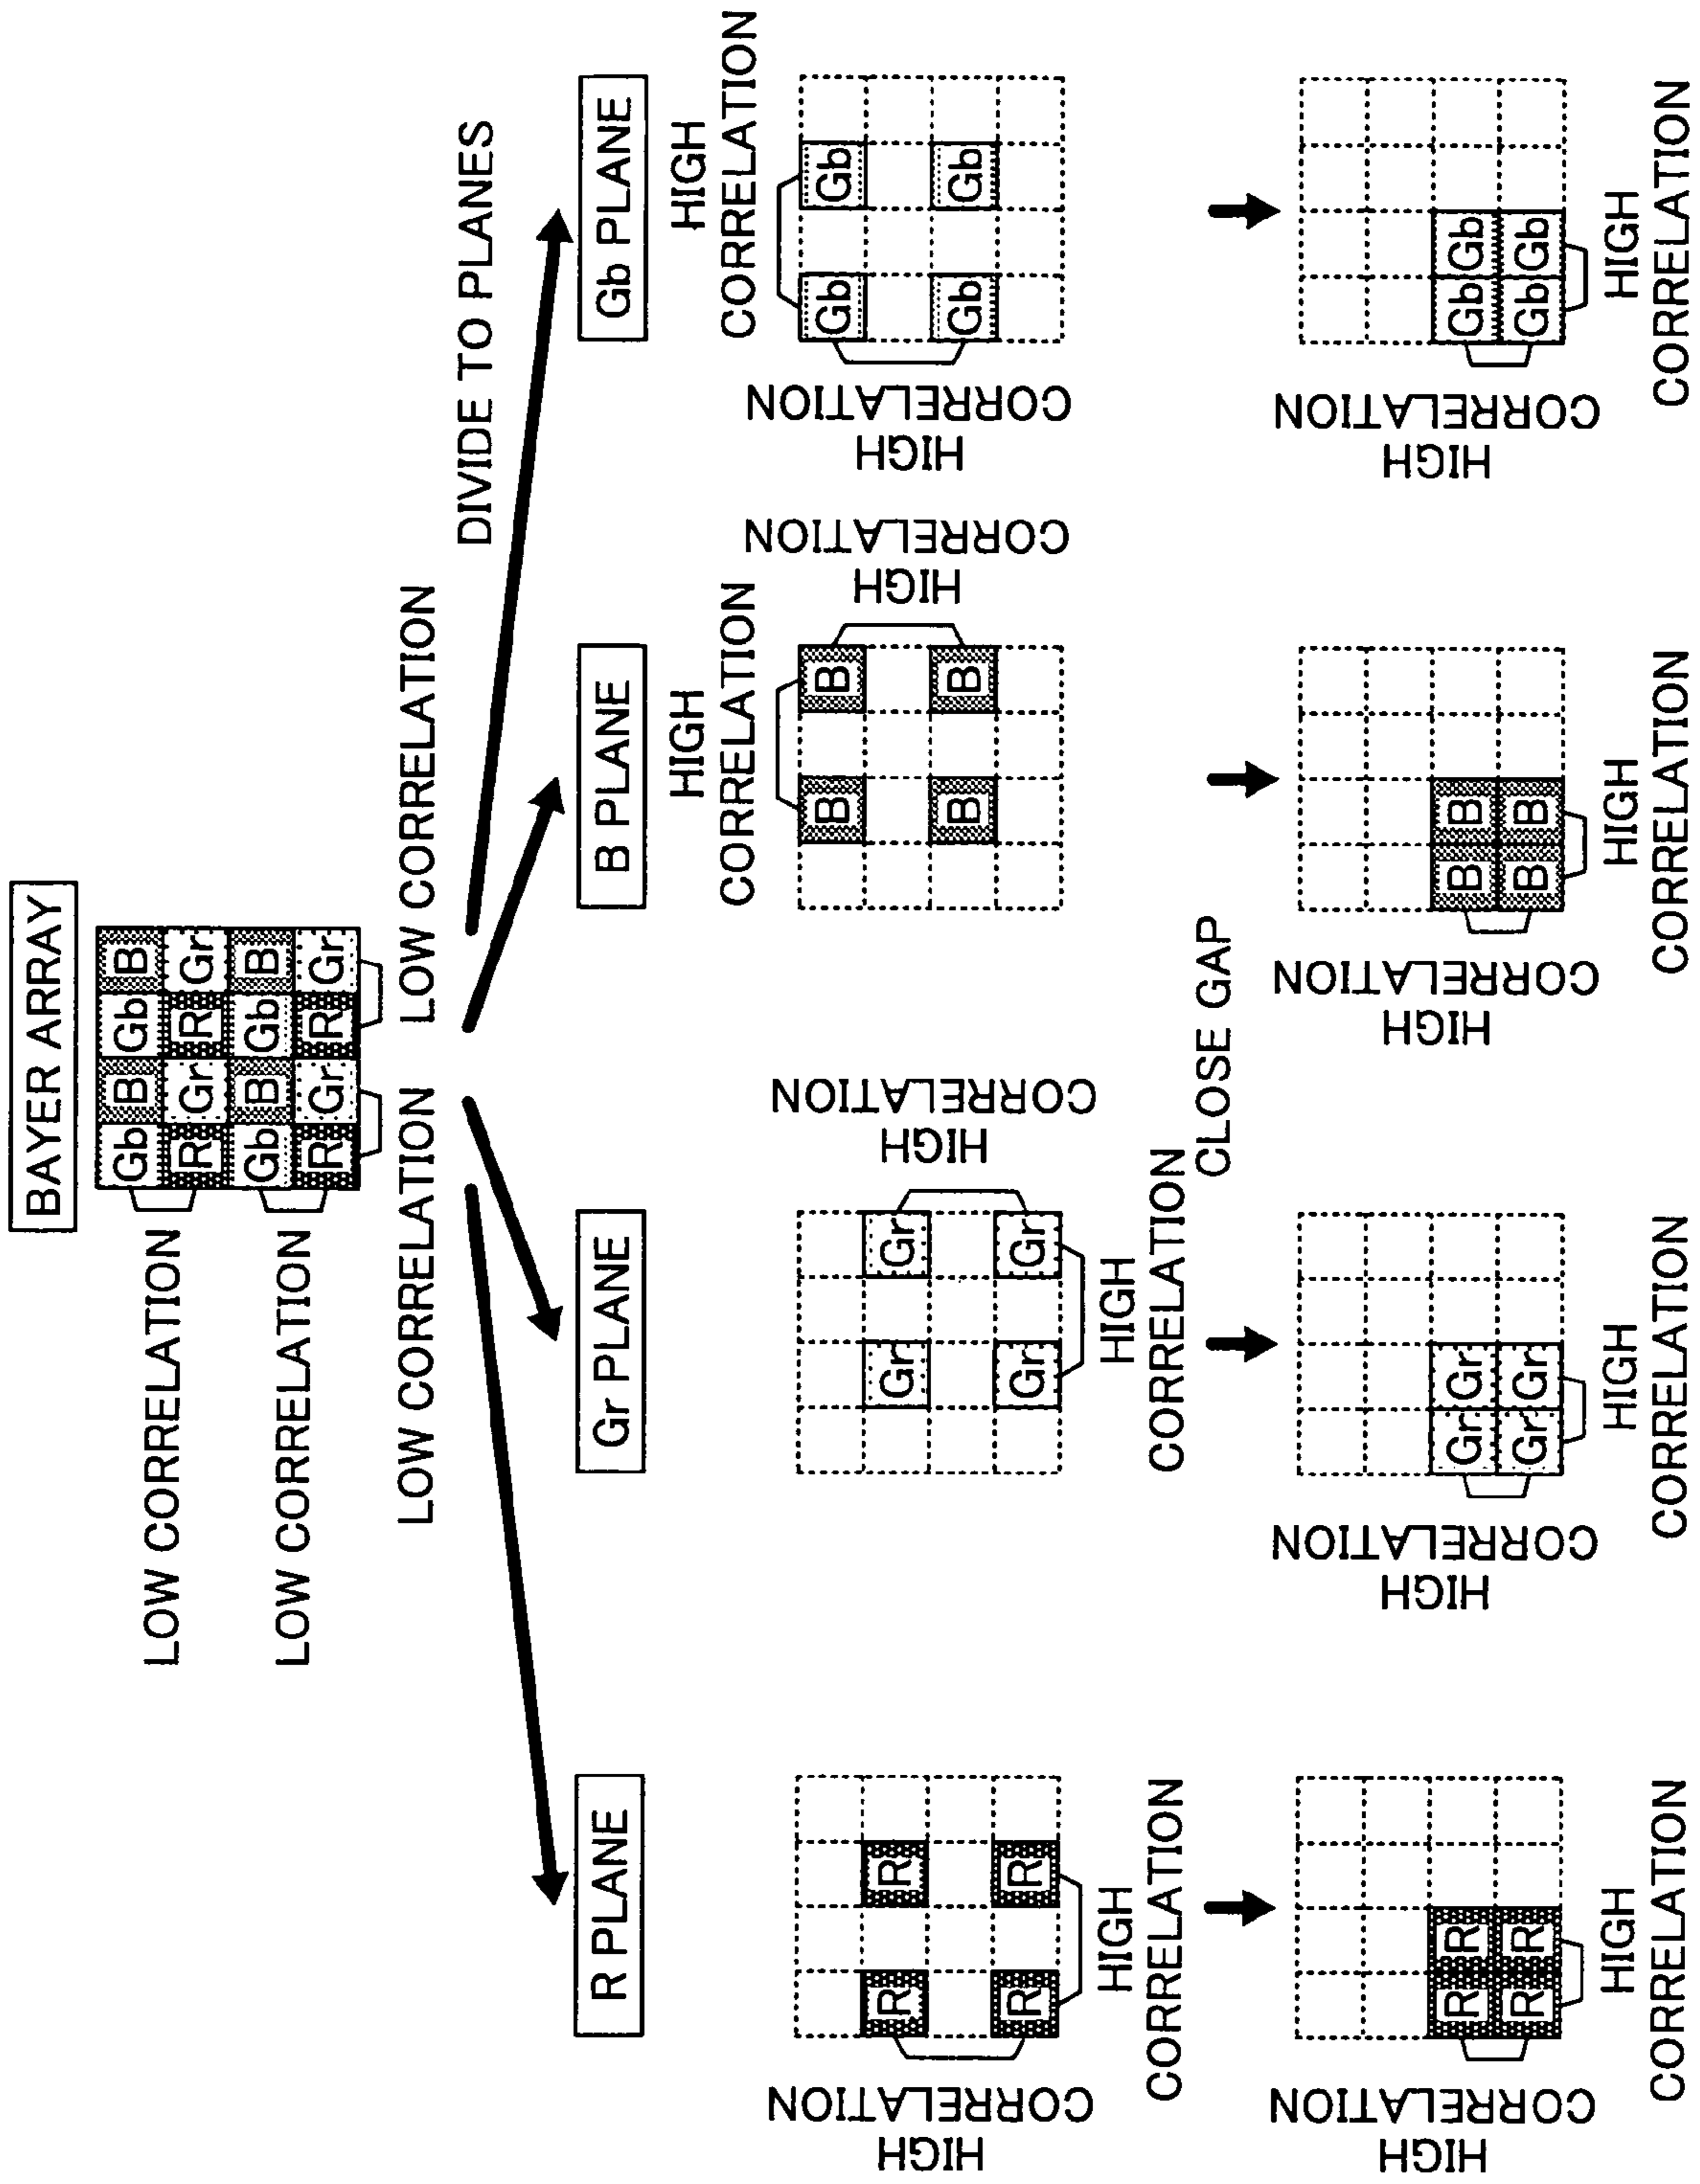 BAYER ARRAY
Gb B Gb B
R Gr R Gr
Gb B Gb B
R Gr R Gr
LOW CORRELATION
LOW CORRELATION
LOW CORRELATION
LOW CORRELATION
DIVIDE TO PLANES
R PLANE
Gr PLANE
B PLANE
Gb PLANE
HIGH
CORRELATION
R R
R R
HIGH
CORRELATION
Gr Gr
Gr Gr
HIGH
CORRELATION
HIGH
CORRELATION
HIGH
CORRELATION
B B
B B
HIGH
CORRELATION
HIGH
CORRELATION
HIGH
CORRELATION
Gb Gb
Gb Gb
CLOSE GAP
HIGH
CORRELATION
R R
R R
HIGH
CORRELATION
HIGH
CORRELATION
Gr Gr
Gr Gr
HIGH
CORRELATION
HIGH
CORRELATION
B B
B B
HIGH
CORRELATION
HIGH
CORRELATION
Gb Gb
Gb Gb
HIGH
CORRELATION